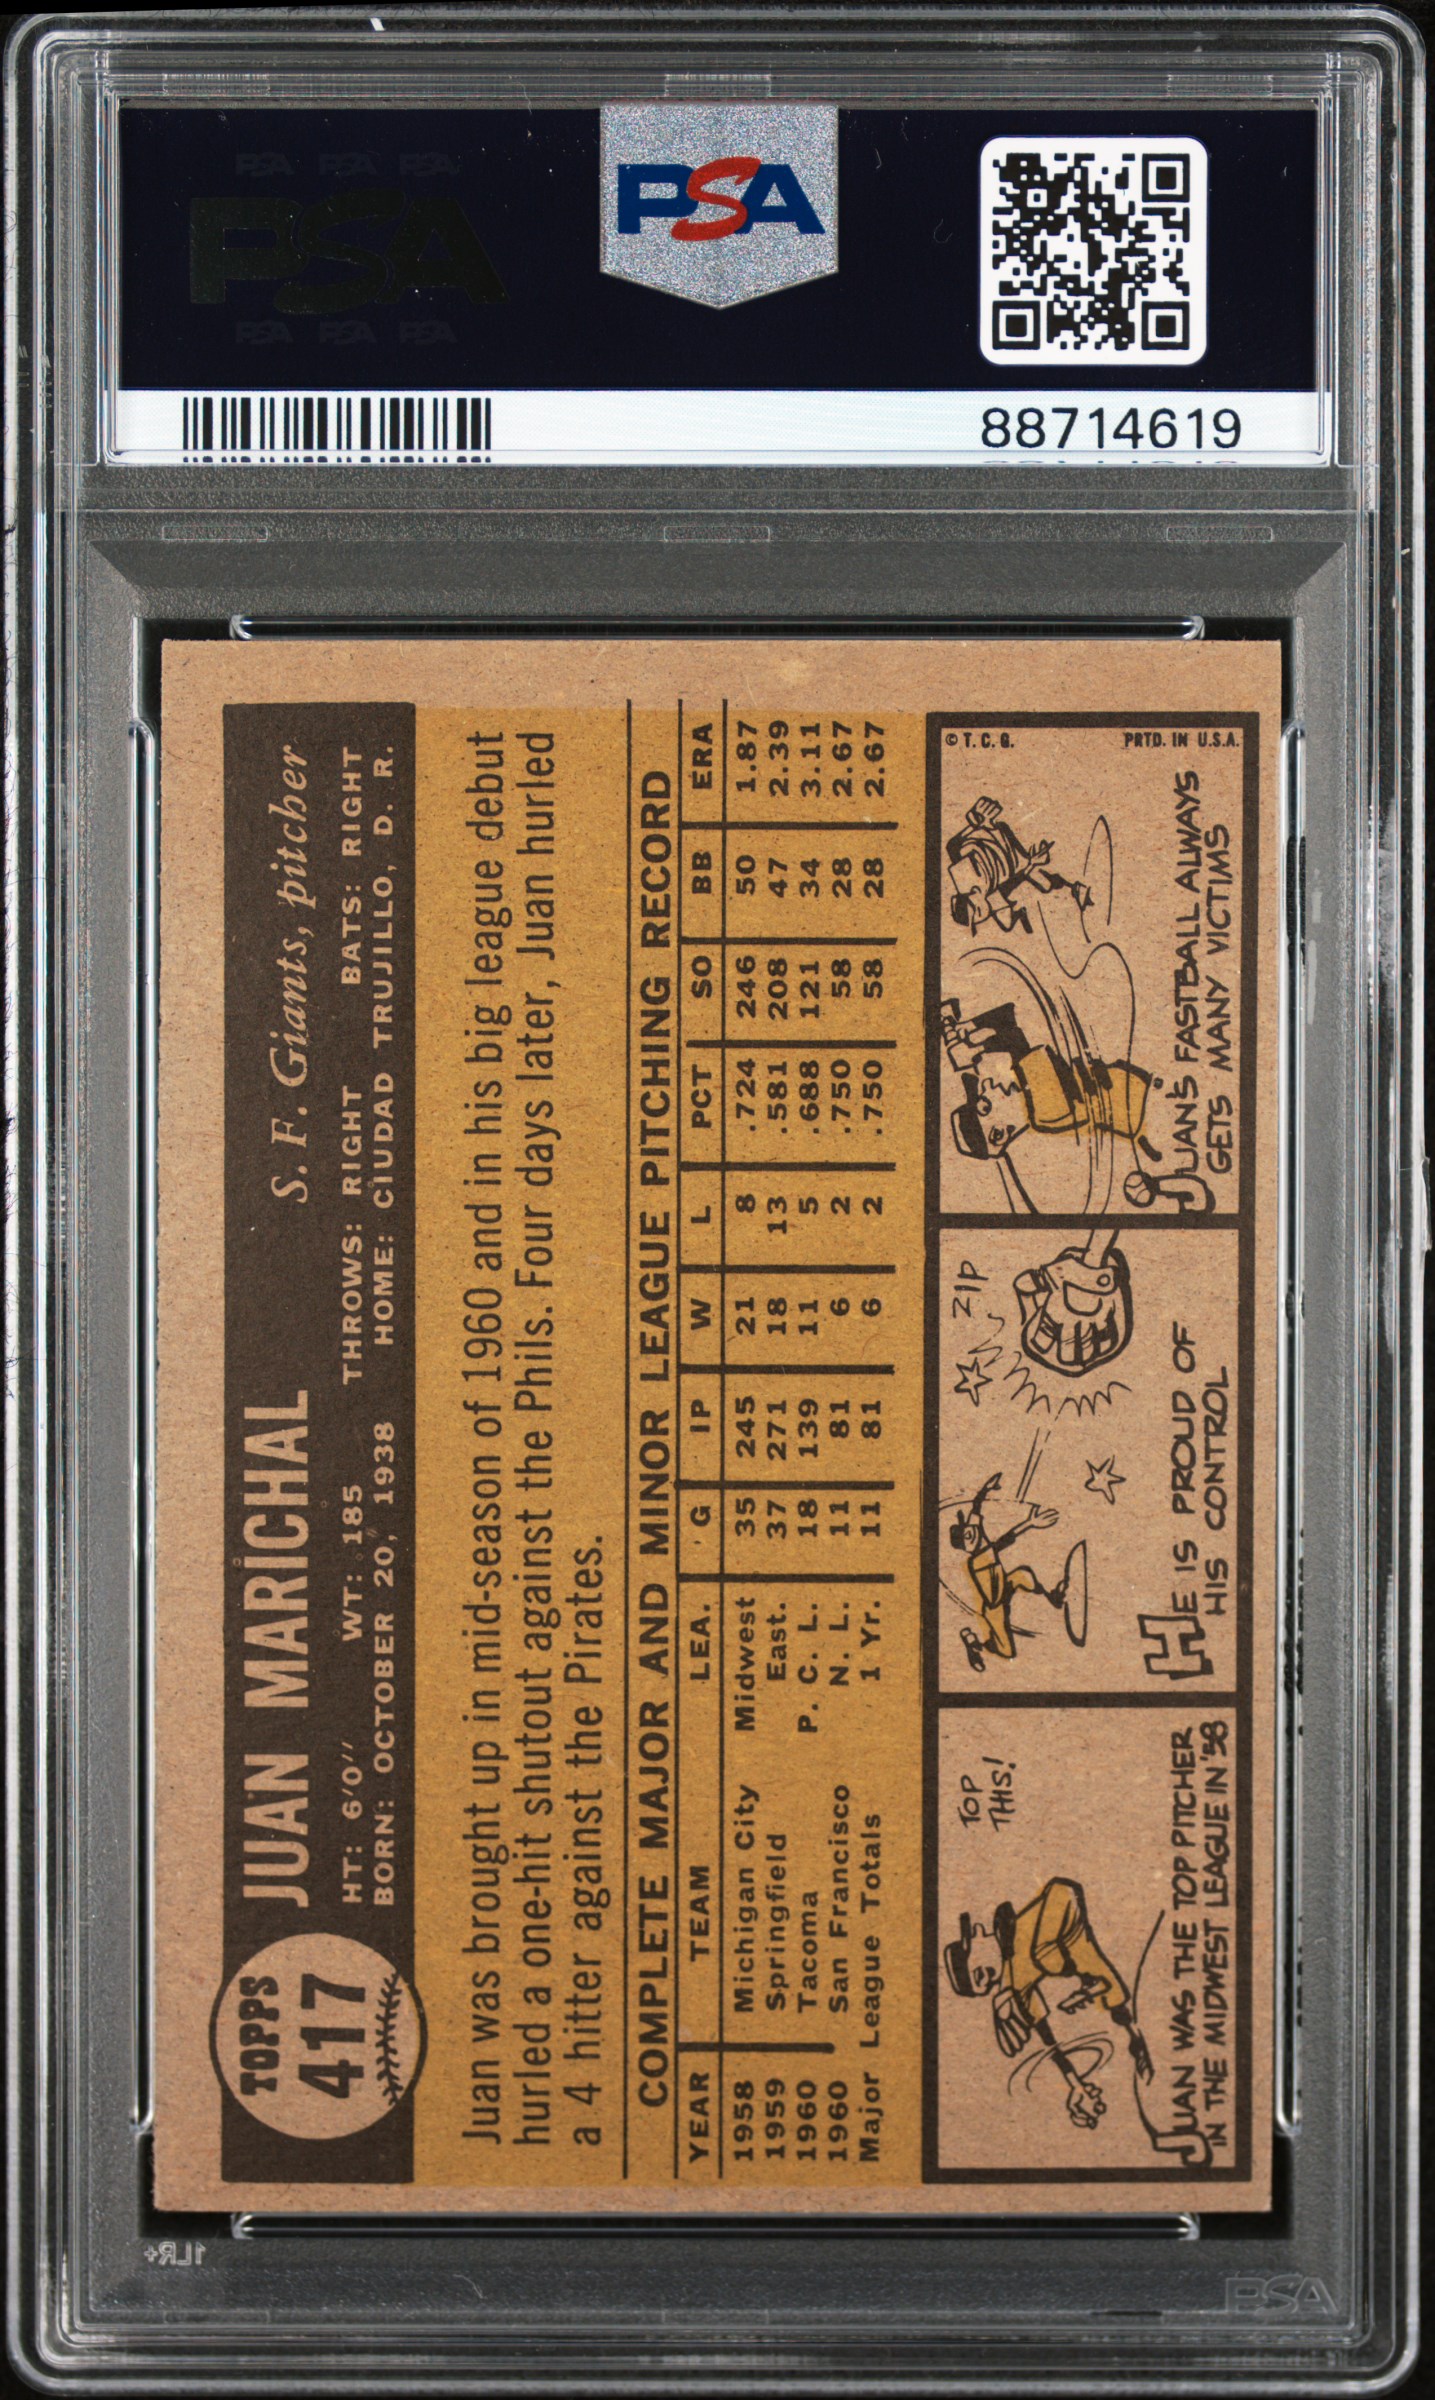 PSA PSA PSA
PSA
PSA PSA PSA
PSA
88714619
TOPPS
417
JUAN MARICHAL
S. F. Giants, pitcher
HT: 6'0" WT: 185 THROWS: RIGHT BATS: RIGHT
BORN: OCTOBER 20, 1938 HOME: CIUDAD TRUJILLO, D. R.
Juan was brought up in mid-season of 1960 and in his big league debut
hurled a one-hit shutout against the Phils. Four days later, Juan hurled
a 4 hitter against the Pirates.
COMPLETE MAJOR AND MINOR LEAGUE PITCHING RECORD
YEAR TEAM LEA. G IP W L PCT SO BB ERA
1958 Michigan City Midwest 35 245 21 8 .724 246 50 1.87
1959 Springfield East. 37 271 18 13 .581 208 47 2.39
1960 Tacoma P. C. L. 18 139 11 5 .688 121 34 3.11
1960 San Francisco N. L. 11 81 6 2 .750 58 28 2.67
Major League Totals 1 Yr. 11 81 6 2 .750 58 28 2.67
TOP
THIS!
JUAN WAS THE TOP PITCHER
IN THE MIDWEST LEAGUE IN '58
ZIP
HE IS PROUD OF
HIS CONTROL
© T. C. G.
PRTD. IN U.S.A.
JUAN'S FASTBALL ALWAYS
GETS MANY VICTIMS
1LR+
PSA